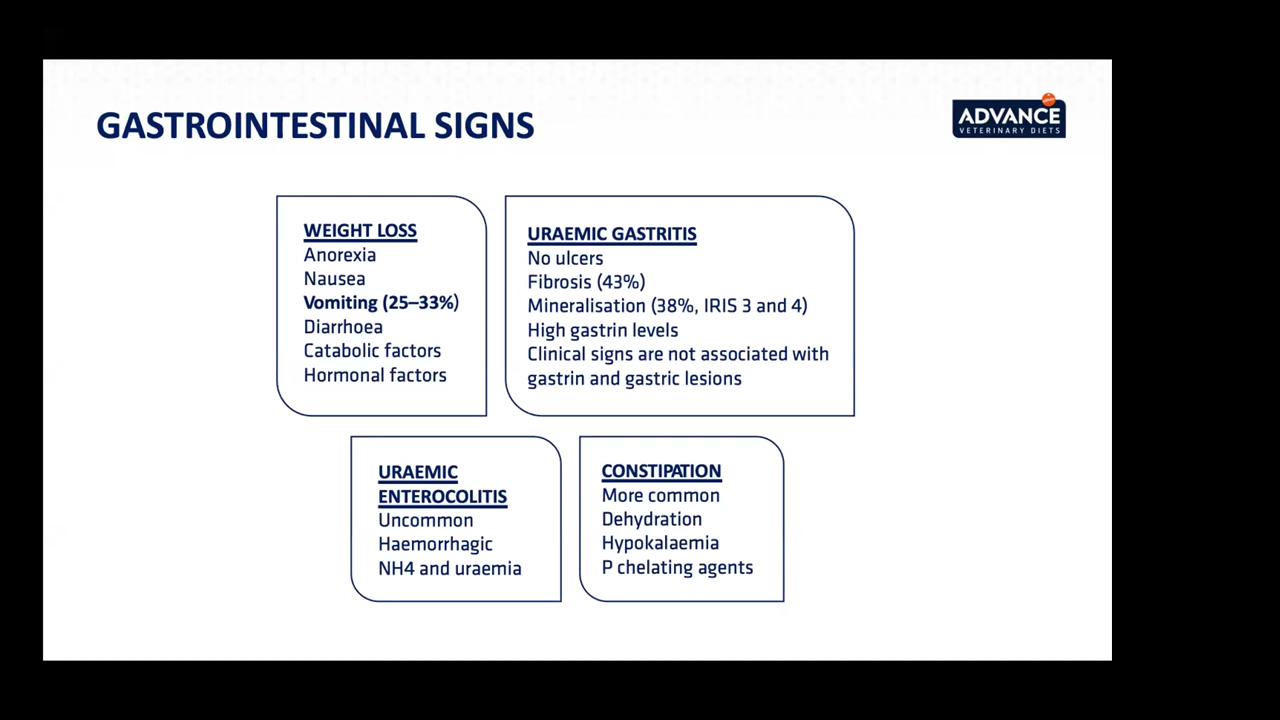 GASTROINTESTINAL SIGNS
ADVANCE
VETERINARY DIETS
WEIGHT LOSS
Anorexia
Nausea
Vomiting (25–33%)
Diarrhoea
Catabolic factors
Hormonal factors
URAEMIC GASTRITIS
No ulcers
Fibrosis (43%)
Mineralisation (38%, IRIS 3 and 4)
High gastrin levels
Clinical signs are not associated with
gastrin and gastric lesions
URAEMIC
ENTEROCOLITIS
Uncommon
Haemorrhagic
NH4 and uraemia
CONSTIPATION
More common
Dehydration
Hypokalaemia
P chelating agents